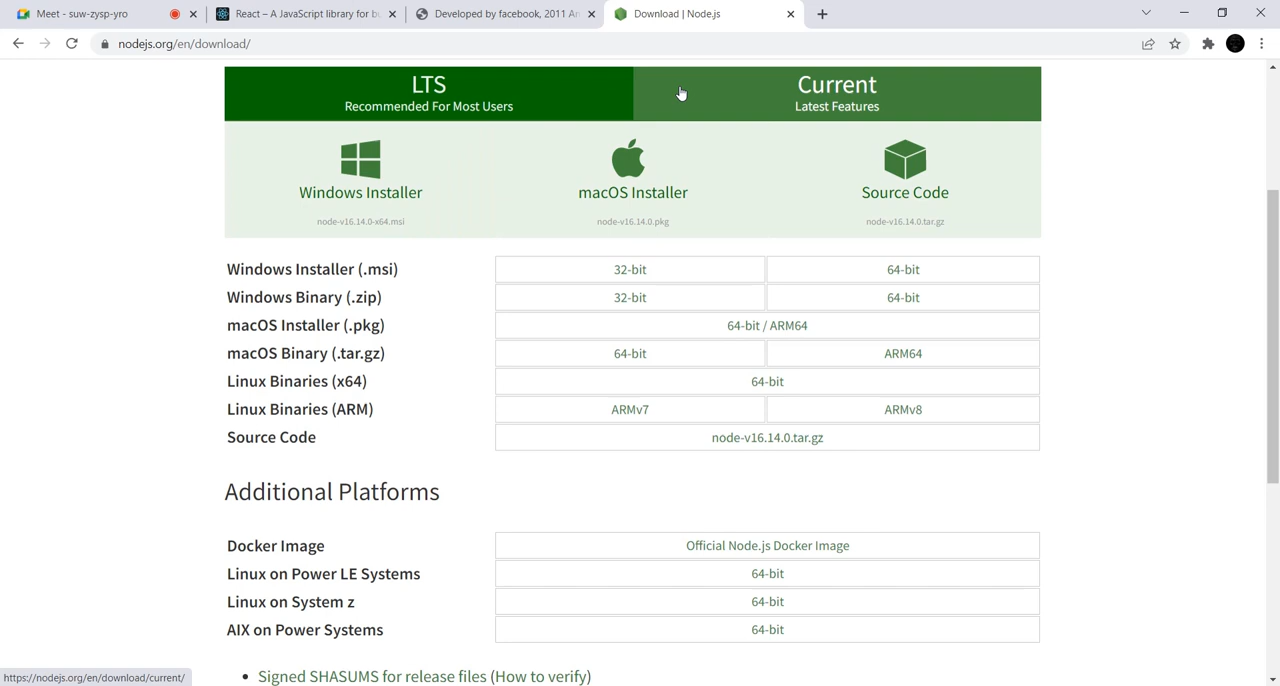 Meet - suw-zysp-yro
React – A JavaScript library for bu
Developed by facebook, 2011 An
Download | Node.js
nodejs.org/en/download/
LTS
Recommended For Most Users
Current
Latest Features
Windows Installer
node-v16.14.0-x64.msi
macOS Installer
node-v16.14.0.pkg
Source Code
node-v16.14.0.tar.gz
Windows Installer (.msi) 32-bit 64-bit
Windows Binary (.zip) 32-bit 64-bit
macOS Installer (.pkg) 64-bit / ARM64
macOS Binary (.tar.gz) 64-bit ARM64
Linux Binaries (x64) 64-bit
Linux Binaries (ARM) ARMv7 ARMv8
Source Code node-v16.14.0.tar.gz
Additional Platforms
Docker Image Official Node.js Docker Image
Linux on Power LE Systems 64-bit
Linux on System z 64-bit
AIX on Power Systems 64-bit
• Signed SHASUMS for release files (How to verify)
https://nodejs.org/en/download/current/